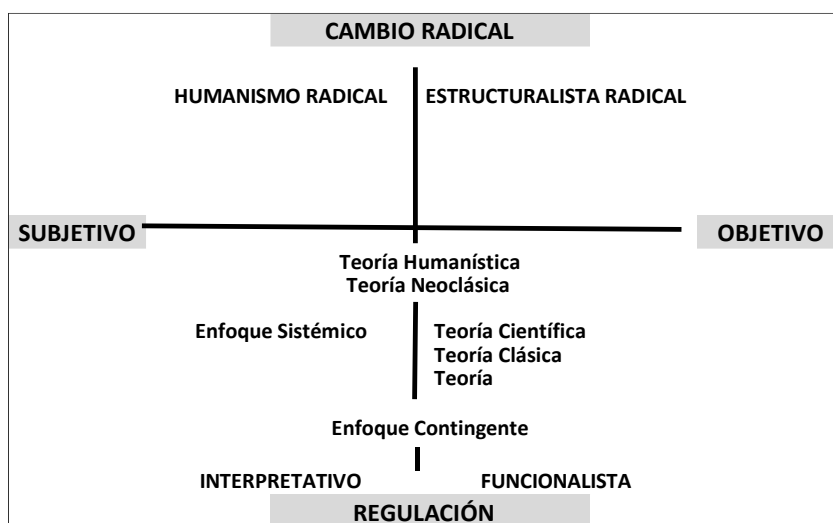 CAMBIO RADICAL
HUMANISMO RADICAL
ESTRUCTURALISTA RADICAL
SUBJETIVO
OBJETIVO
Teoría Humanística
Teoría Neoclásica
Enfoque Sistémico
Teoría Científica
Teoría Clásica
Teoría
Enfoque Contingente
INTERPRETATIVO
FUNCIONALISTA
REGULACIÓN